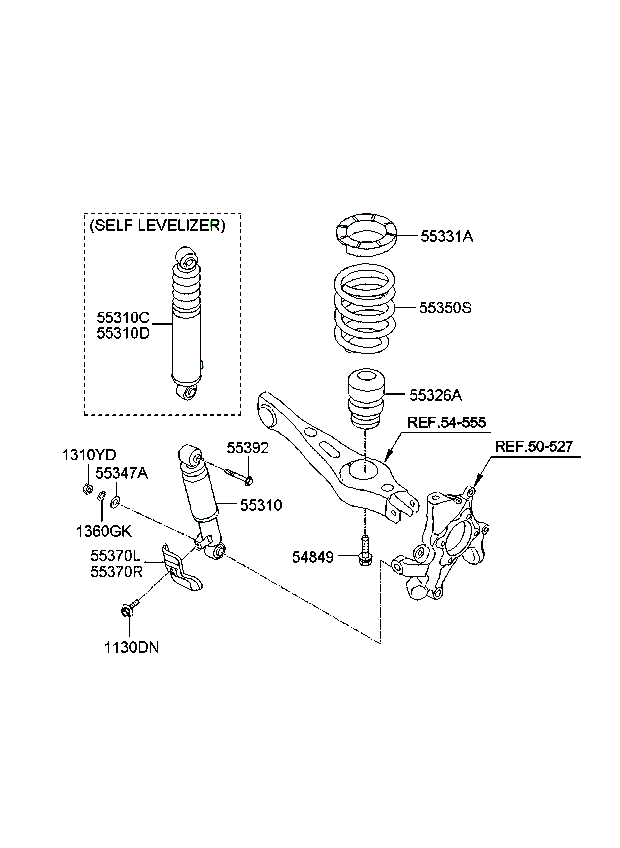 (SELF LEVELIZER)
55331A
55350S
55310C
55310D
55326A
REF.54-555
REF.50-527
55392
1310YD
55347A
55310
1360GK
54849
55370L
55370R
1130DN